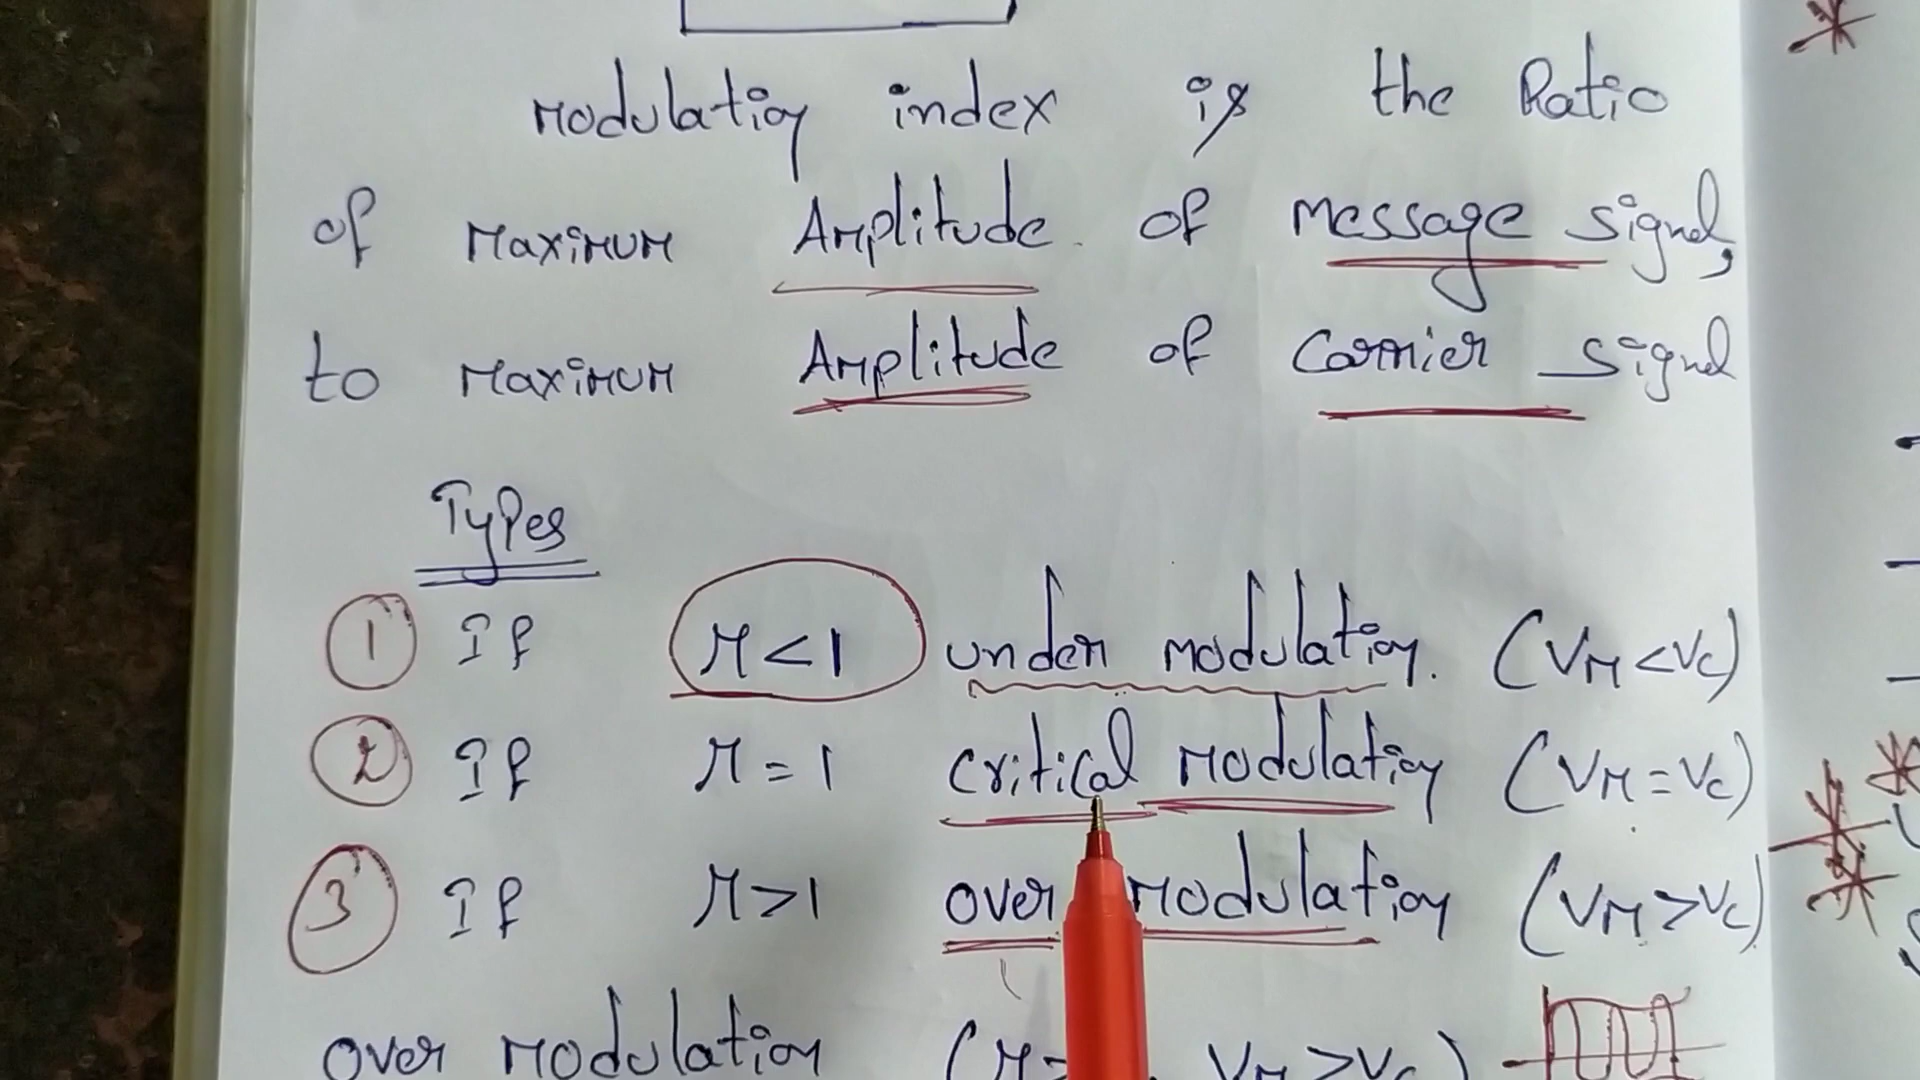 Modulation index is the Ratio
of Maximum Amplitude of Message signal,
to Maximum Amplitude of Carrier signal
Types
1 If M < 1 under modulation. (VM < VC)
2 If M = 1 critical modulation (VM = VC)
3 If M > 1 over modulation (VM > VC)
over modulation (M VM > VC)